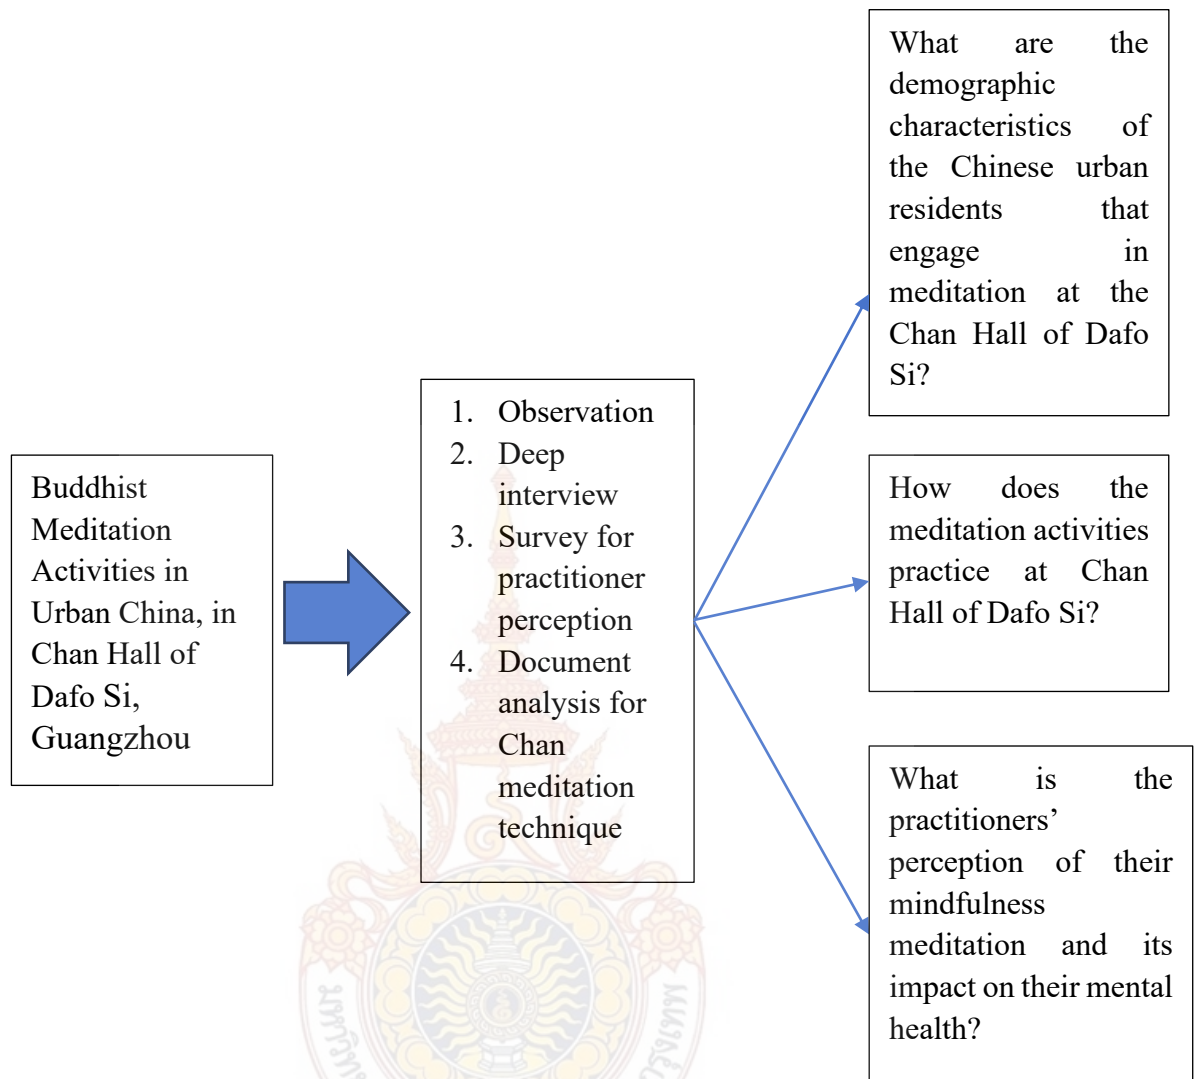 Buddhist
Meditation
Activities in
Urban China, in
Chan Hall of
Dafo Si,
Guangzhou
1. Observation
2. Deep
interview
3. Survey for
practitioner
perception
4. Document
analysis for
Chan
meditation
technique
What are the
demographic
characteristics of
the Chinese urban
residents that
engage in
meditation at the
Chan Hall of Dafo
Si?
How does the
meditation activities
practice at Chan
Hall of Dafo Si?
What is the
practitioners’
perception of their
mindfulness
meditation and its
impact on their mental
health?